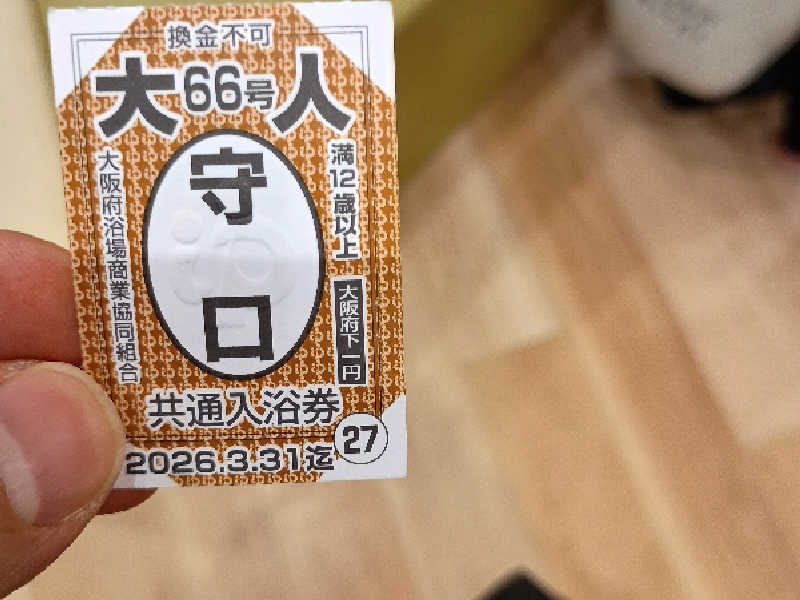 換金不可
大66号人
守口
満12歳以上
大阪府下一円
大阪府浴場商業協同組合
共通入浴券
27
2026.3.31迄